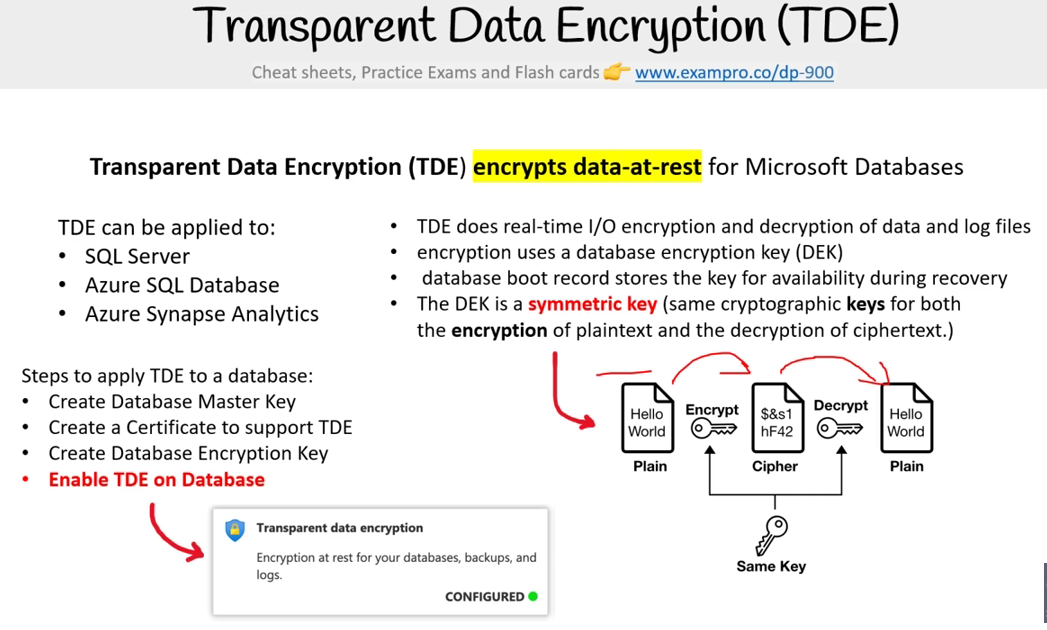 Transparent Data Encryption (TDE)
Cheat sheets, Practice Exams and Flash cards 👉 www.exampro.co/dp-900
Transparent Data Encryption (TDE) encrypts data-at-rest for Microsoft Databases
TDE can be applied to:
• SQL Server
• Azure SQL Database
• Azure Synapse Analytics
• TDE does real-time I/O encryption and decryption of data and log files
• encryption uses a database encryption key (DEK)
• database boot record stores the key for availability during recovery
• The DEK is a symmetric key (same cryptographic keys for both
the encryption of plaintext and the decryption of ciphertext.)
Steps to apply TDE to a database:
• Create Database Master Key
• Create a Certificate to support TDE
• Create Database Encryption Key
• Enable TDE on Database
Transparent data encryption
Encryption at rest for your databases, backups, and
logs.
CONFIGURED
Hello
World
Plain
Encrypt
$&s1
hF42
Cipher
Decrypt
Hello
World
Plain
Same Key